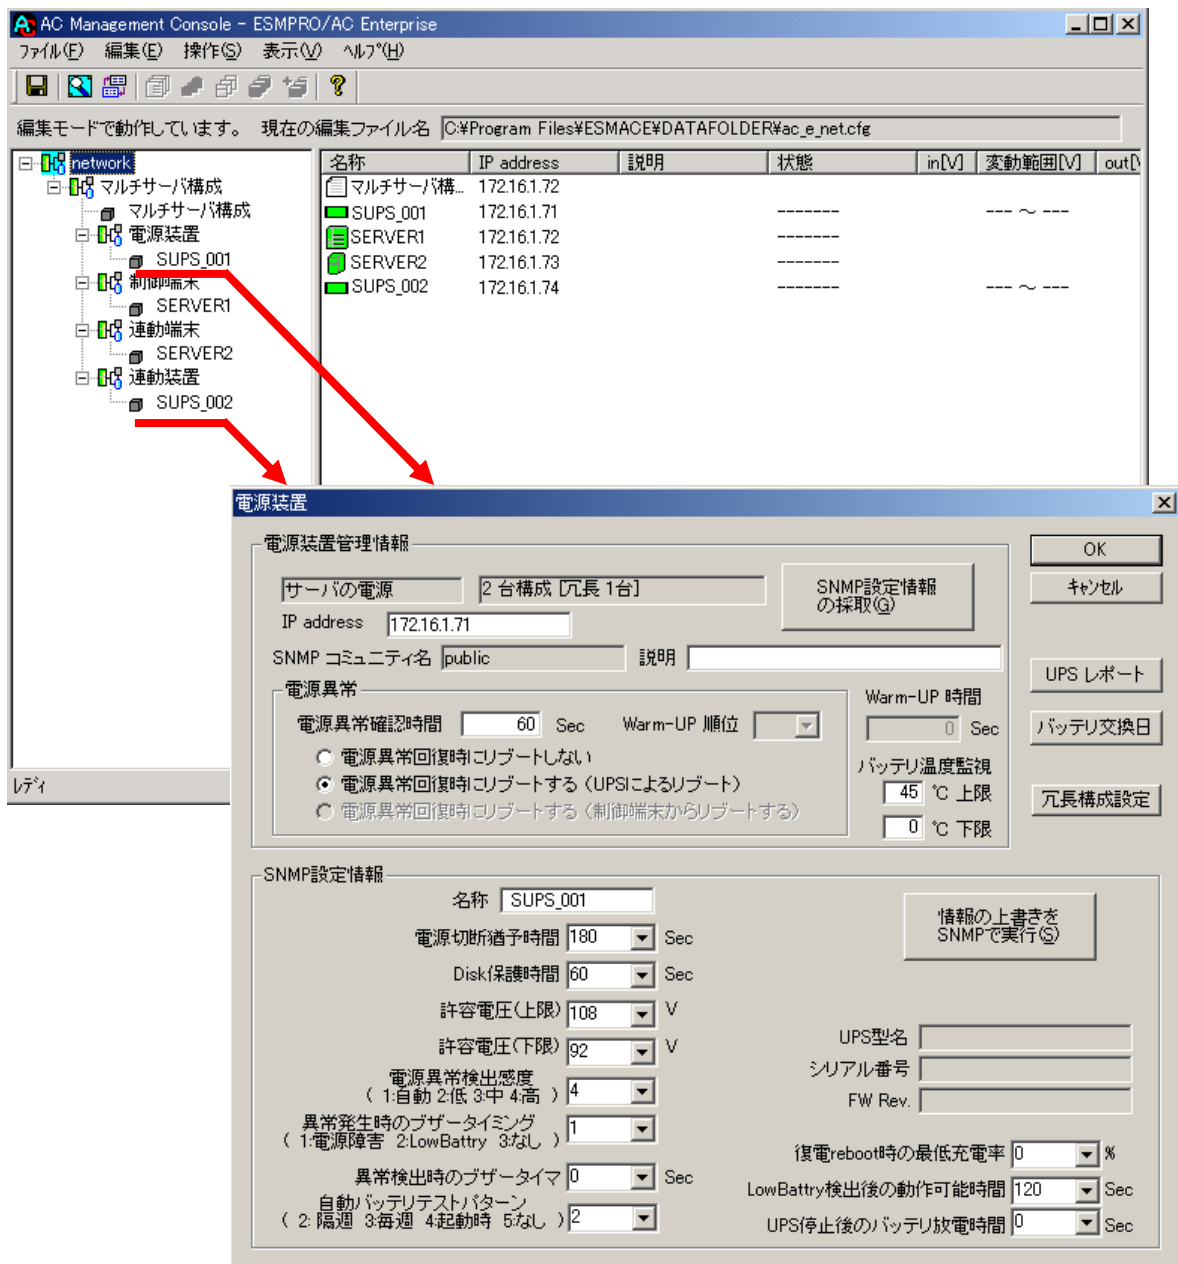 AC Management Console - ESMPRO/AC Enterprise
ファイル(F) 編集(E) 操作(S) 表示(V) ヘルプ(H)
編集モードで動作しています。 現在の編集ファイル名 C:¥Program Files¥ESMACE¥DATAFOLDER¥ac_e_net.cfg
network
マルチサーバ構成
マルチサーバ構成
電源装置
SUPS_001
制御端末
SERVER1
連動端末
SERVER2
連動装置
SUPS_002
名称 IP address 説明 状態 in[V] 変動範囲[V] out[V
マルチサーバ構... 172.16.1.72
SUPS_001 172.16.1.71 ------- --- ～ ---
SERVER1 172.16.1.72 -------
SERVER2 172.16.1.73 -------
SUPS_002 172.16.1.74 ------- --- ～ ---
レディ
電源装置
電源装置管理情報
サーバの電源 2 台構成 [冗長 1台]
SNMP設定情報
の採取(G)
IP address 172.16.1.71
SNMP コミュニティ名 public 説明
電源異常
電源異常確認時間 60 Sec Warm-UP 順位
電源異常回復時にリブートしない
電源異常回復時にリブートする (UPSによるリブート)
電源異常回復時にリブートする (制御端末からリブートする)
Warm-UP 時間
0 Sec
バッテリ温度監視
45 ℃ 上限
0 ℃ 下限
OK
キャンセル
UPS レポート
バッテリ交換日
冗長構成設定
SNMP設定情報
名称 SUPS_001
電源切断猶予時間 180 Sec
Disk保護時間 60 Sec
許容電圧(上限) 108 V
許容電圧(下限) 92 V
電源異常検出感度
( 1:自動 2:低 3:中 4:高 ) 4
異常発生時のブザータイミング
( 1:電源障害 2:LowBattry 3:なし ) 1
異常検出時のブザータイマ 0 Sec
自動バッテリテストパターン
( 2: 隔週 3:毎週 4:起動時 5:なし ) 2
情報の上書きを
SNMPで実行(S)
UPS型名
シリアル番号
FW Rev.
復電reboot時の最低充電率 0 %
LowBattry検出後の動作可能時間 120 Sec
UPS停止後のバッテリ放電時間 0 Sec